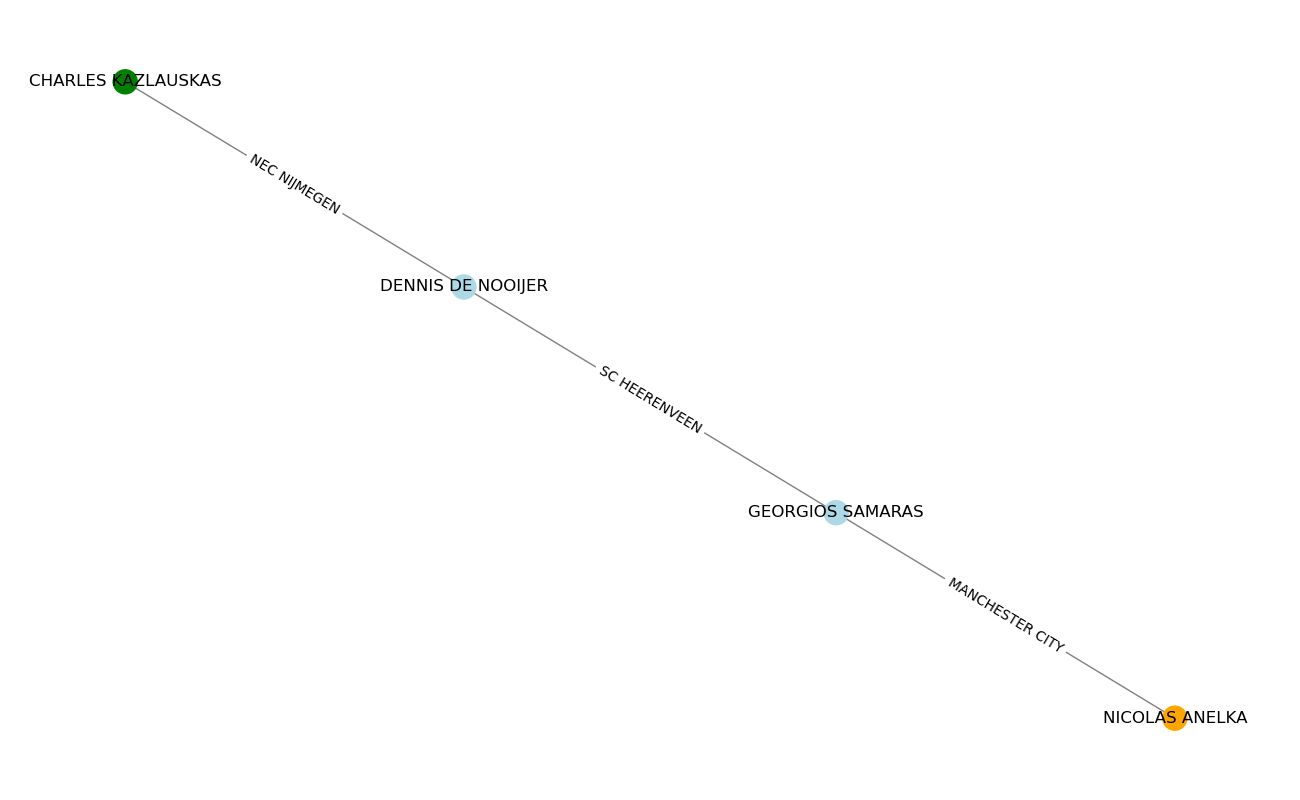 CHARLES KAZLAUSKAS
NEC NIJMEGEN
DENNIS DE NOOIJER
SC HEERENVEEN
GEORGIOS SAMARAS
MANCHESTER CITY
NICOLAS ANELKA